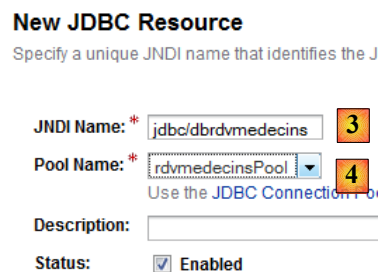 New JDBC Resource
Specify a unique JNDI name that identifies the J
JNDI Name: * jdbc/dbrdvmedecins 3
Pool Name: * rdvmedecinsPool 4
Use the JDBC Connection Po
Description:
Status: Enabled